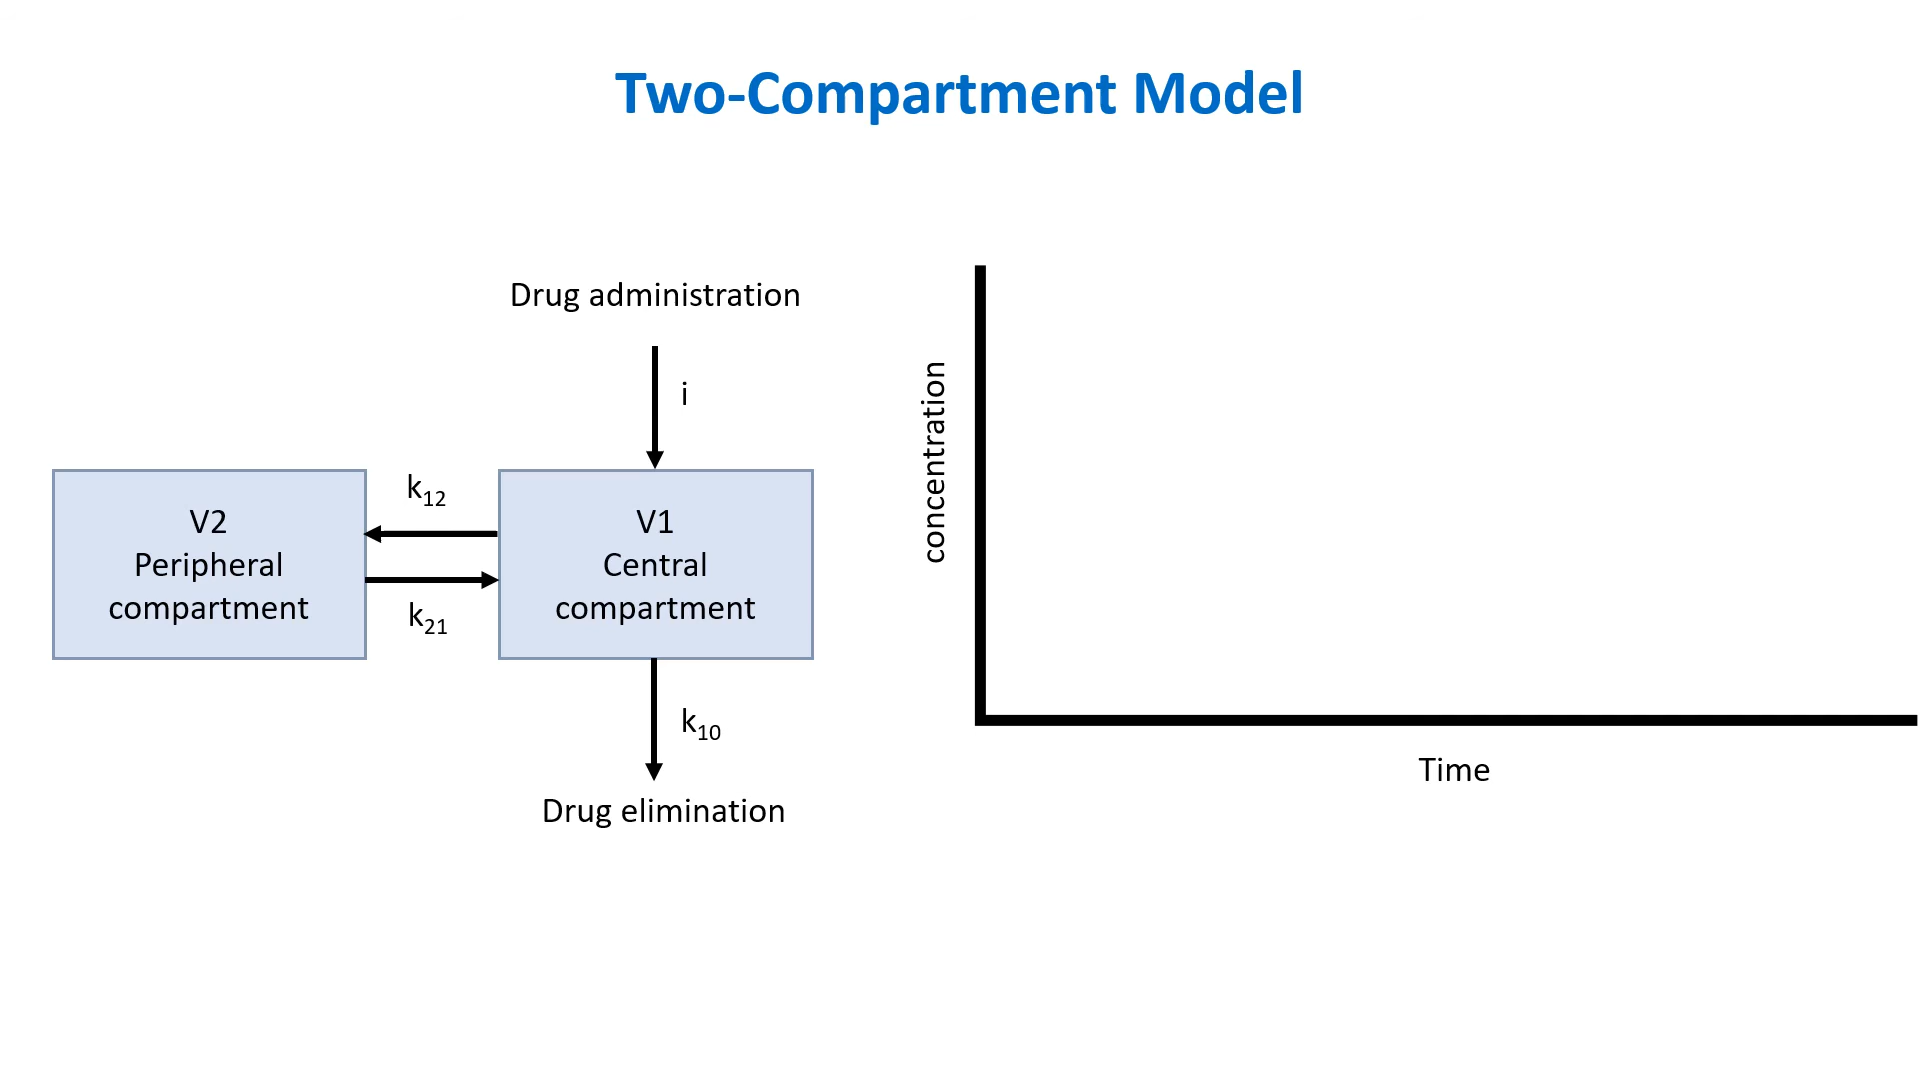 Two-Compartment Model
Drug administration
i
k12
V2
Peripheral
compartment
V1
Central
compartment
k21
k10
Drug elimination
concentration
Time